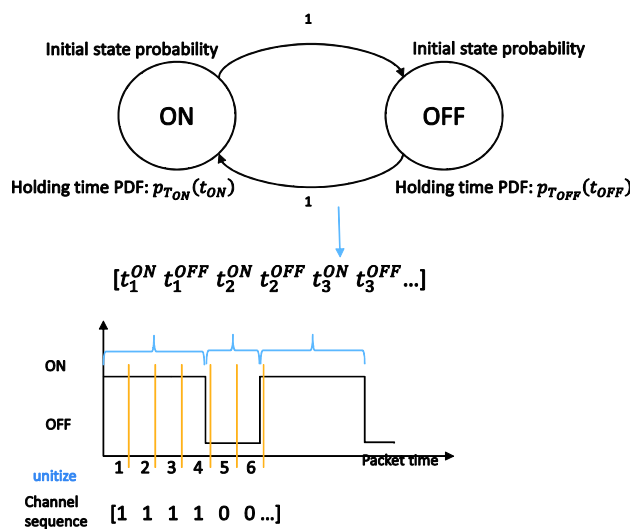 1
Initial state probability
Initial state probability
ON
OFF
Holding time PDF: $p_{T_{ON}}(t_{ON})$
Holding time PDF: $p_{T_{OFF}}(t_{OFF})$
1
$[t_1^{ON} \; t_1^{OFF} \; t_2^{ON} \; t_2^{OFF} \; t_3^{ON} \; t_3^{OFF} ...]$
ON
OFF
Packet time
1 2 3 4 5 6
unitize
Channel
sequence
[1 1 1 1 0 0 ...]